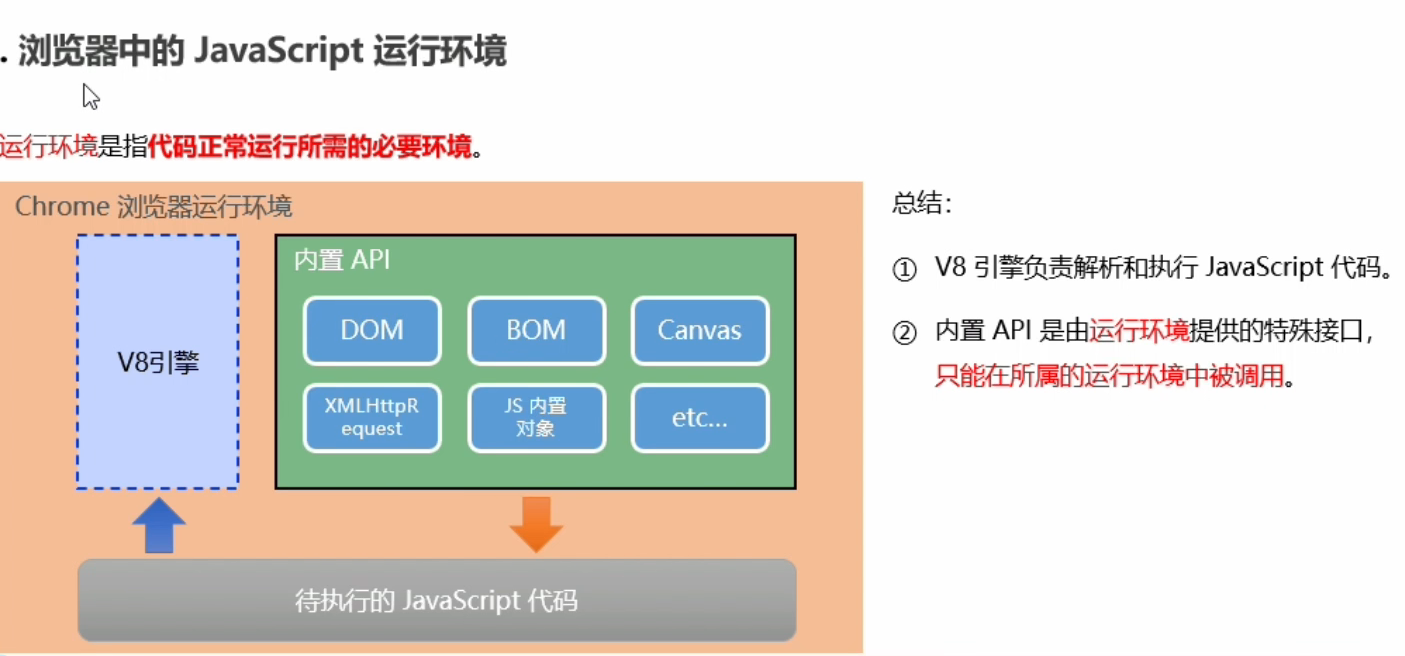 . 浏览器中的 JavaScript 运行环境
运行环境是指代码正常运行所需的必要环境。
Chrome 浏览器运行环境
V8引擎
内置 API
DOM
BOM
Canvas
XMLHttpR
equest
JS 内置
对象
etc...
待执行的 JavaScript 代码
总结：
① V8 引擎负责解析和执行 JavaScript 代码。
② 内置 API 是由运行环境提供的特殊接口，
只能在所属的运行环境中被调用。